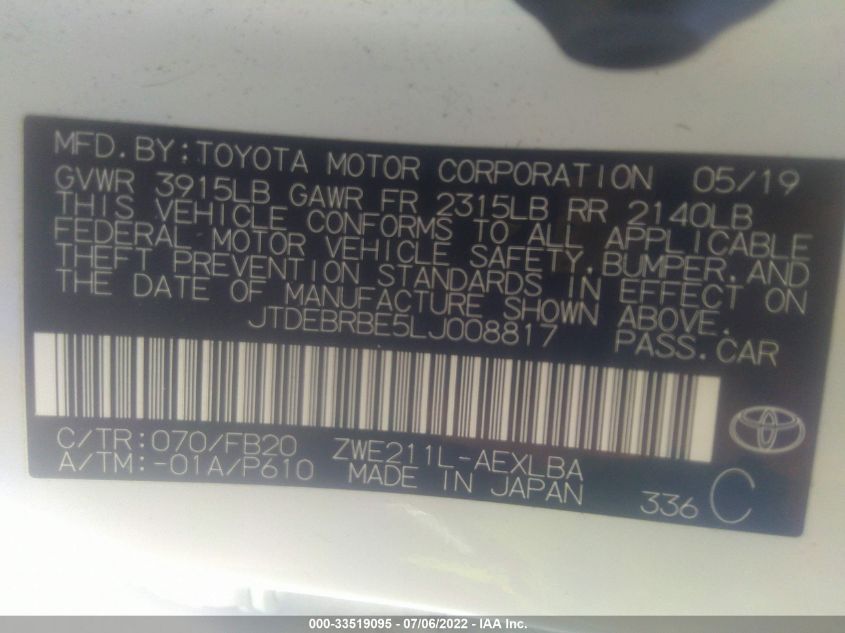 MFD.BY:TOYOTA MOTOR CORPORATION 05/19
GVWR 3915LB GAWR FR 2315LB RR 2140LB
THIS VEHICLE CONFORMS TO ALL APPLICABLE
FEDERAL MOTOR VEHICLE SAFETY,BUMPER,AND
THEFT PREVENTION STANDARDS IN EFFECT ON
THE DATE OF MANUFACTURE SHOWN ABOVE.
JTDEBRBE5LJ008817 PASS.CAR
C/TR:070/FB20 ZWE211L-AEXLBA
A/TM:-01A/P610 MADE IN JAPAN 336 C
000-33519095 - 07/06/2022 - IAA Inc.